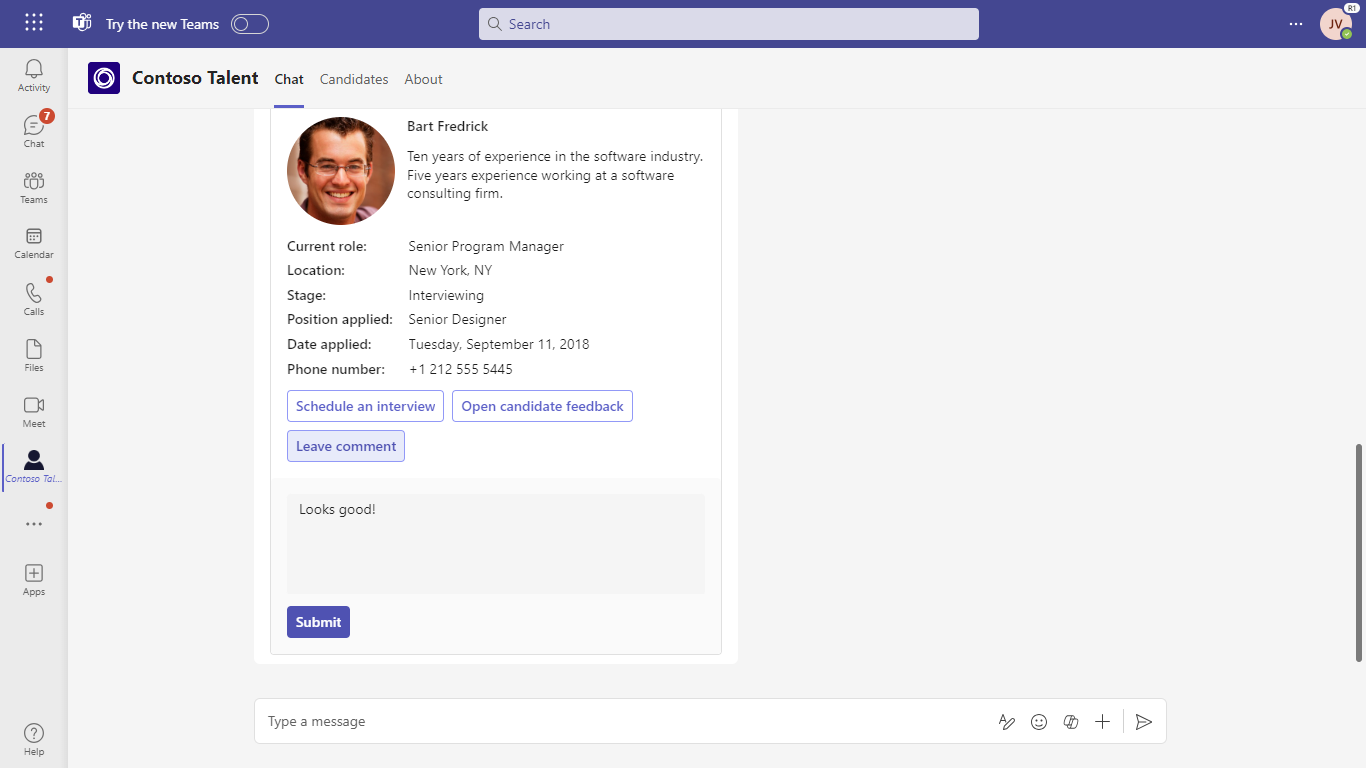 Try the new Teams
Search
R1
JV
Activity
7
Chat
Teams
Calendar
Calls
Files
Meet
Contoso Tal...
Apps
Help
Contoso Talent
Chat
Candidates
About
Bart Fredrick
Ten years of experience in the software industry.
Five years experience working at a software
consulting firm.
Current role: Senior Program Manager
Location: New York, NY
Stage: Interviewing
Position applied: Senior Designer
Date applied: Tuesday, September 11, 2018
Phone number: +1 212 555 5445
Schedule an interview
Open candidate feedback
Leave comment
Looks good!
Submit
Type a message